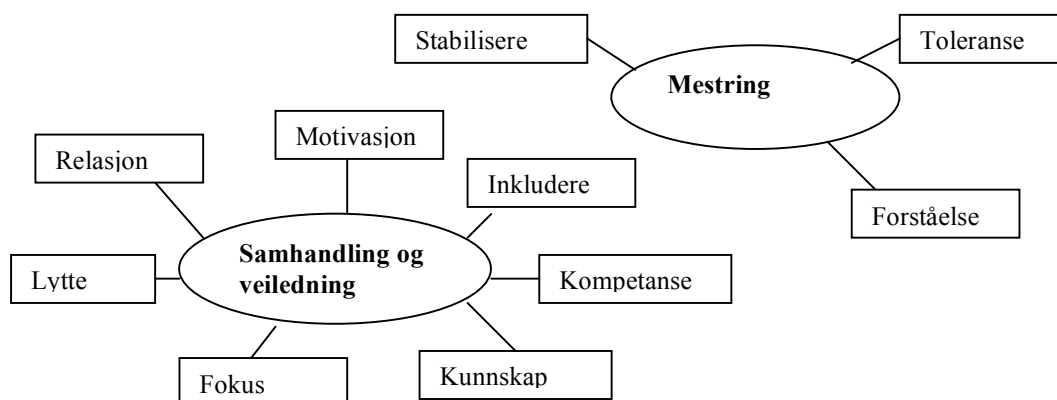 Stabilisere
Toleranse
Mestring
Motivasjon
Relasjon
Inkludere
Forståelse
Samhandling og
veiledning
Lytte
Kompetanse
Kunnskap
Fokus